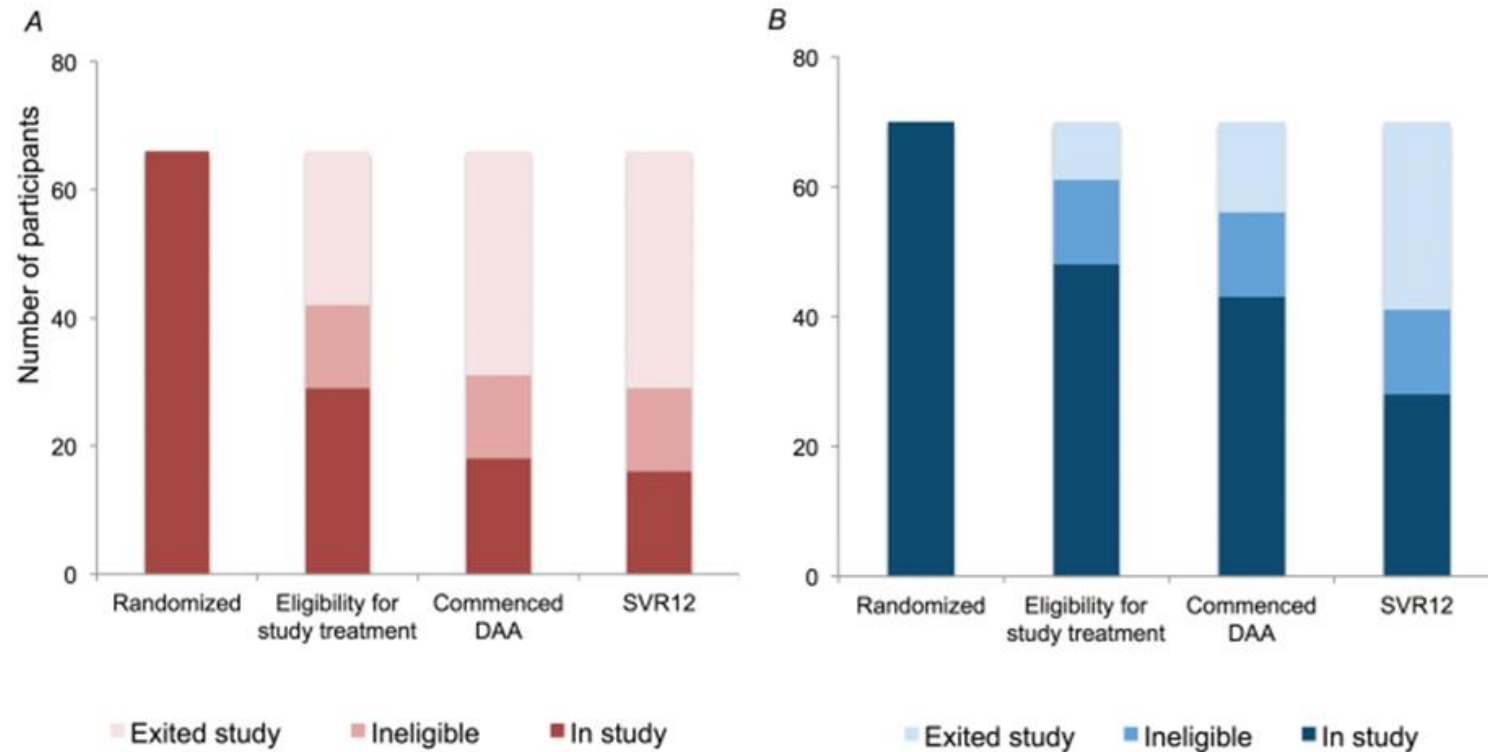 A
Number of participants
80
60
40
20
0
Randomized
Eligibility for
study treatment
Commenced
DAA
SVR12
Exited study
Ineligible
In study
B
80
60
40
20
0
Randomized
Eligibility for
study treatment
Commenced
DAA
SVR12
Exited study
Ineligible
In study